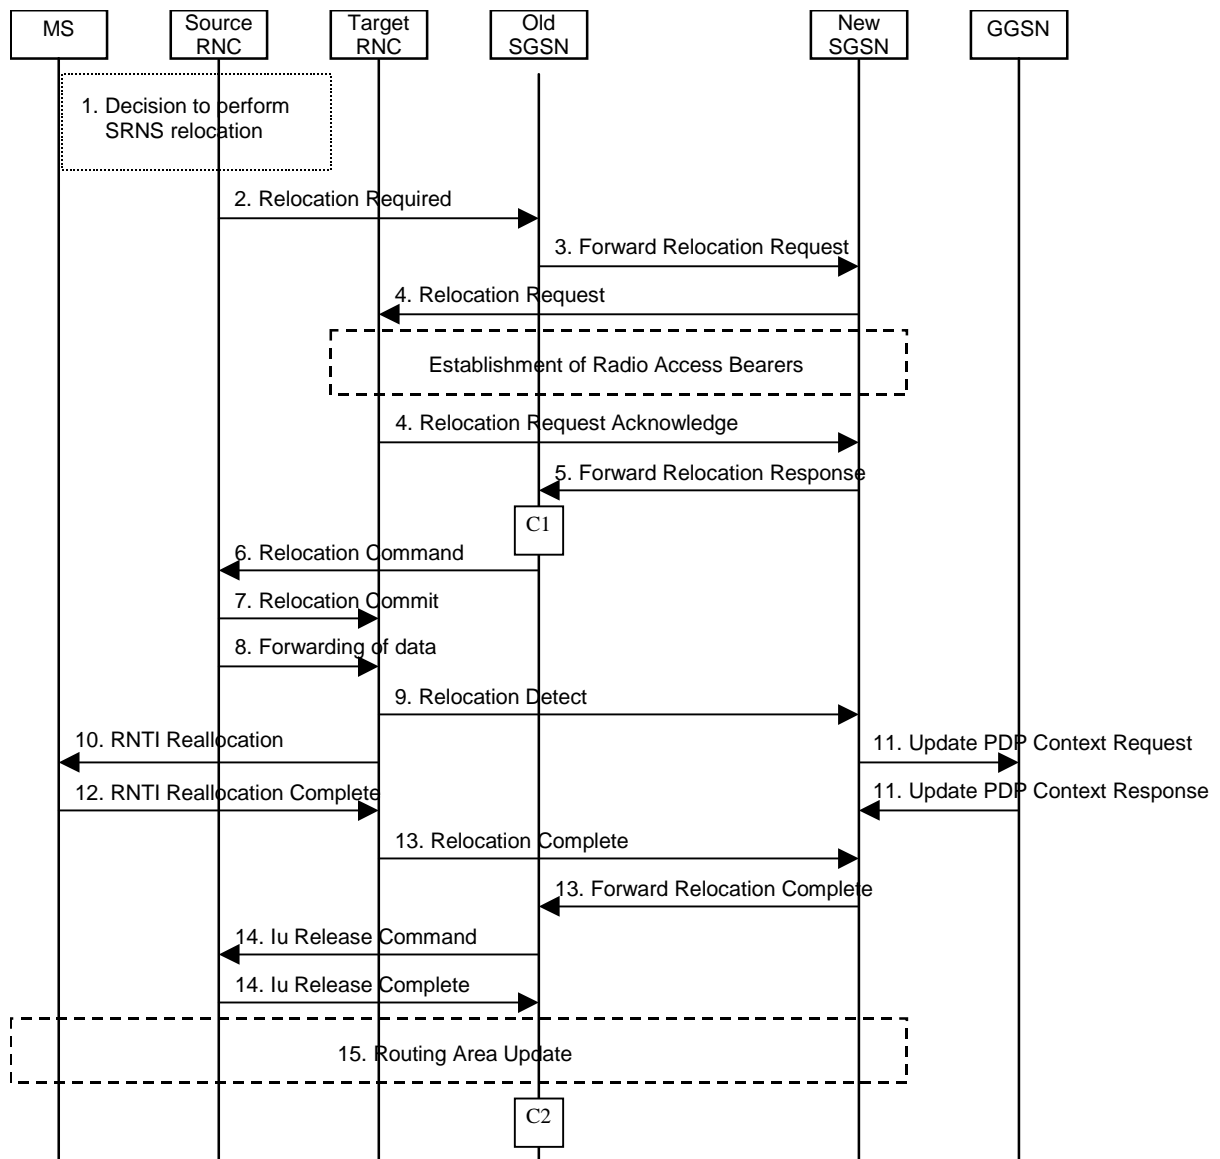 MS
Source
RNC
Target
RNC
Old
SGSN
New
SGSN
GGSN
1. Decision to perform
SRNS relocation
2. Relocation Required
3. Forward Relocation Request
4. Relocation Request
Establishment of Radio Access Bearers
4. Relocation Request Acknowledge
5. Forward Relocation Response
C1
6. Relocation Command
7. Relocation Commit
8. Forwarding of data
9. Relocation Detect
10. RNTI Reallocation
11. Update PDP Context Request
12. RNTI Reallocation Complete
11. Update PDP Context Response
13. Relocation Complete
13. Forward Relocation Complete
14. Iu Release Command
14. Iu Release Complete
15. Routing Area Update
C2